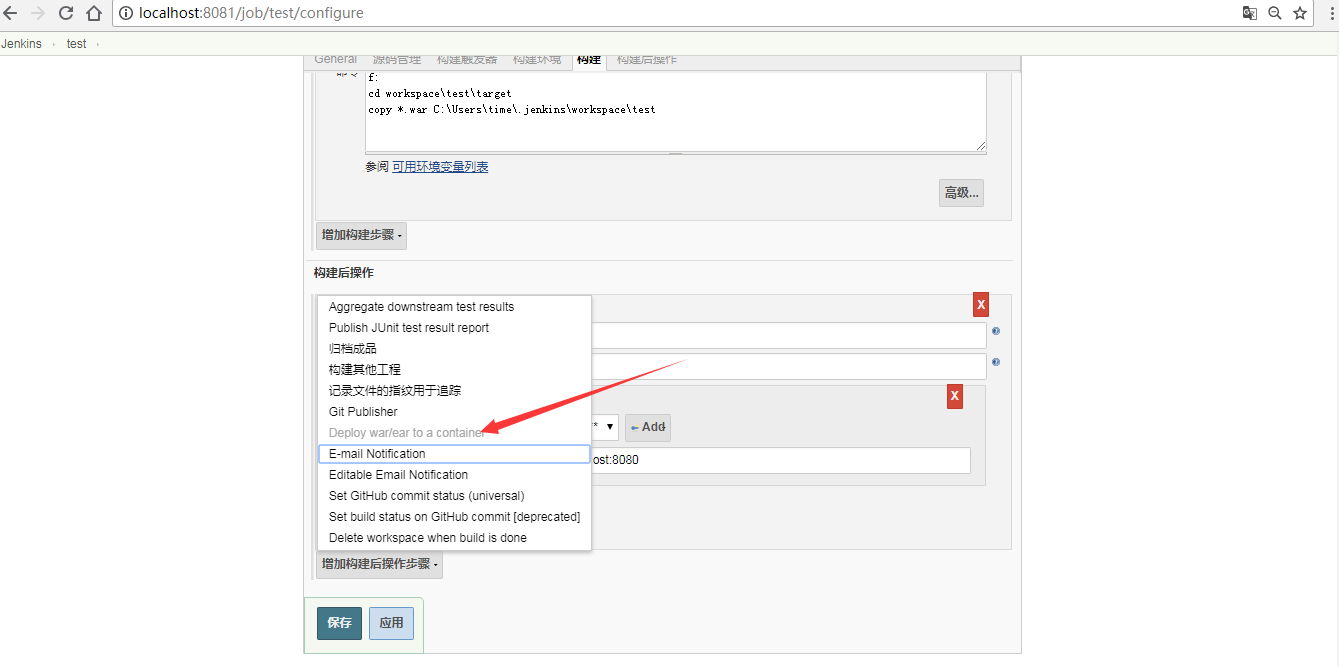 localhost:8081/job/test/configure
Jenkins › test ›
General 源码管理 构建触发器 构建环境 构建 构建后操作
命令
f:
cd workspace\test\target
copy *.war C:\Users\time\.jenkins\workspace\test
参阅 可用环境变量列表
高级...
增加构建步骤
构建后操作
X
Aggregate downstream test results
Publish JUnit test result report
归档成品
构建其他工程
记录文件的指纹用于追踪
X
Git Publisher
* Add
Deploy war/ear to a container
E-mail Notification
ost:8080
Editable Email Notification
Set GitHub commit status (universal)
Set build status on GitHub commit [deprecated]
Delete workspace when build is done
增加构建后操作步骤
保存 应用